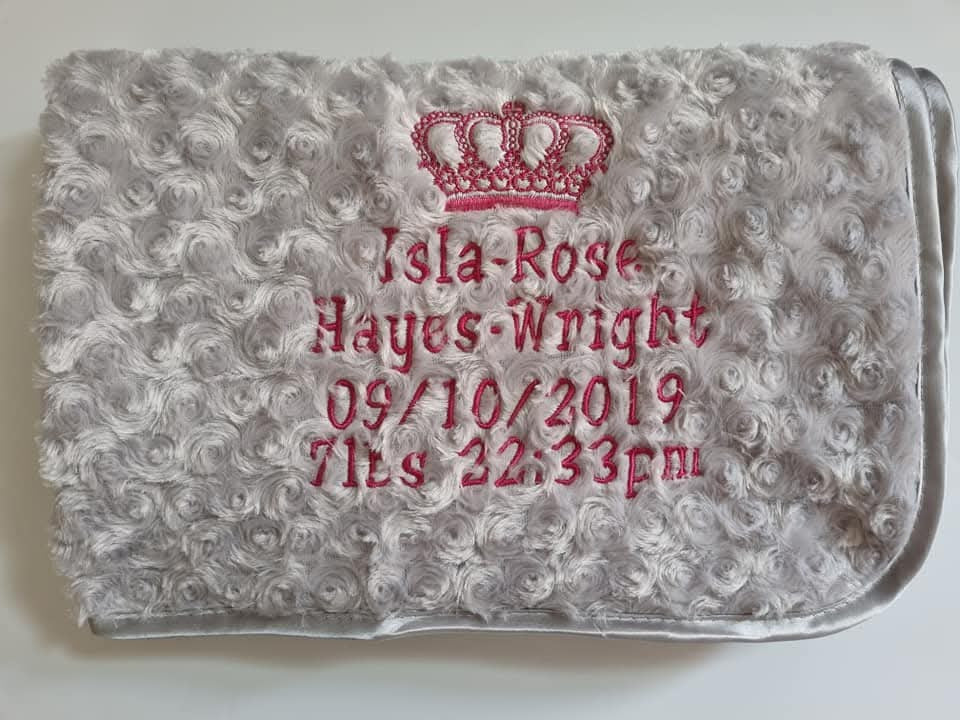 Isla-Rose
Hayes-Wright
09/10/2019
7lbs 22:33pm